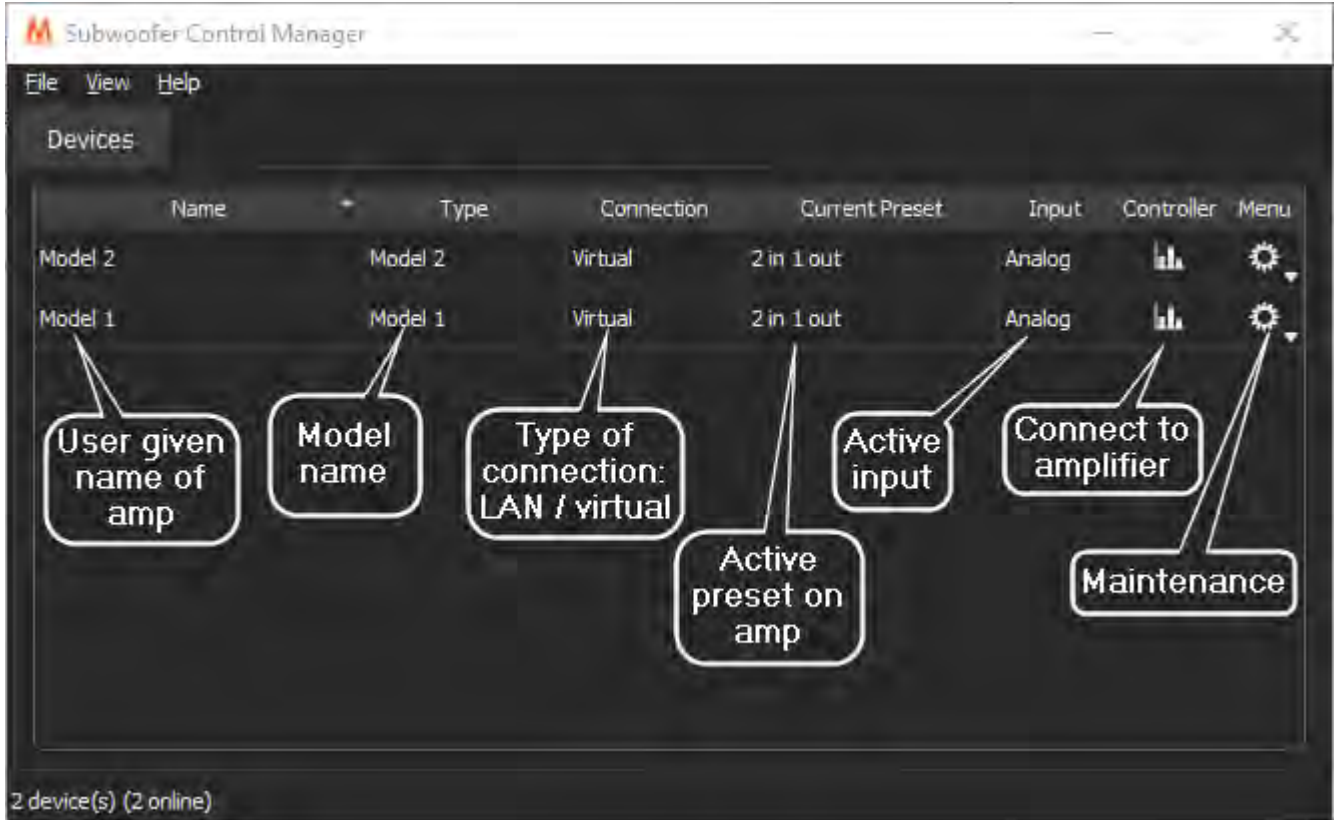 Subwoofer Control Manager
File View Help
Devices
Name Type Connection Current Preset Input Controller Menu
Model 2 Model 2 Virtual 2 in 1 out Analog
Model 1 Model 1 Virtual 2 in 1 out Analog
User given
name of
amp
Model
name
Type of
connection:
LAN / virtual
Active
preset on
amp
Active
input
Connect to
amplifier
Maintenance
2 device(s) (2 online)